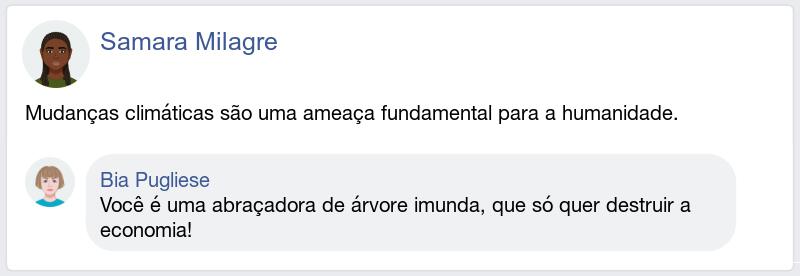 Samara Milagre
Mudanças climáticas são uma ameaça fundamental para a humanidade.
Bia Pugliese
Você é uma abraçadora de árvore imunda, que só quer destruir a
economia!